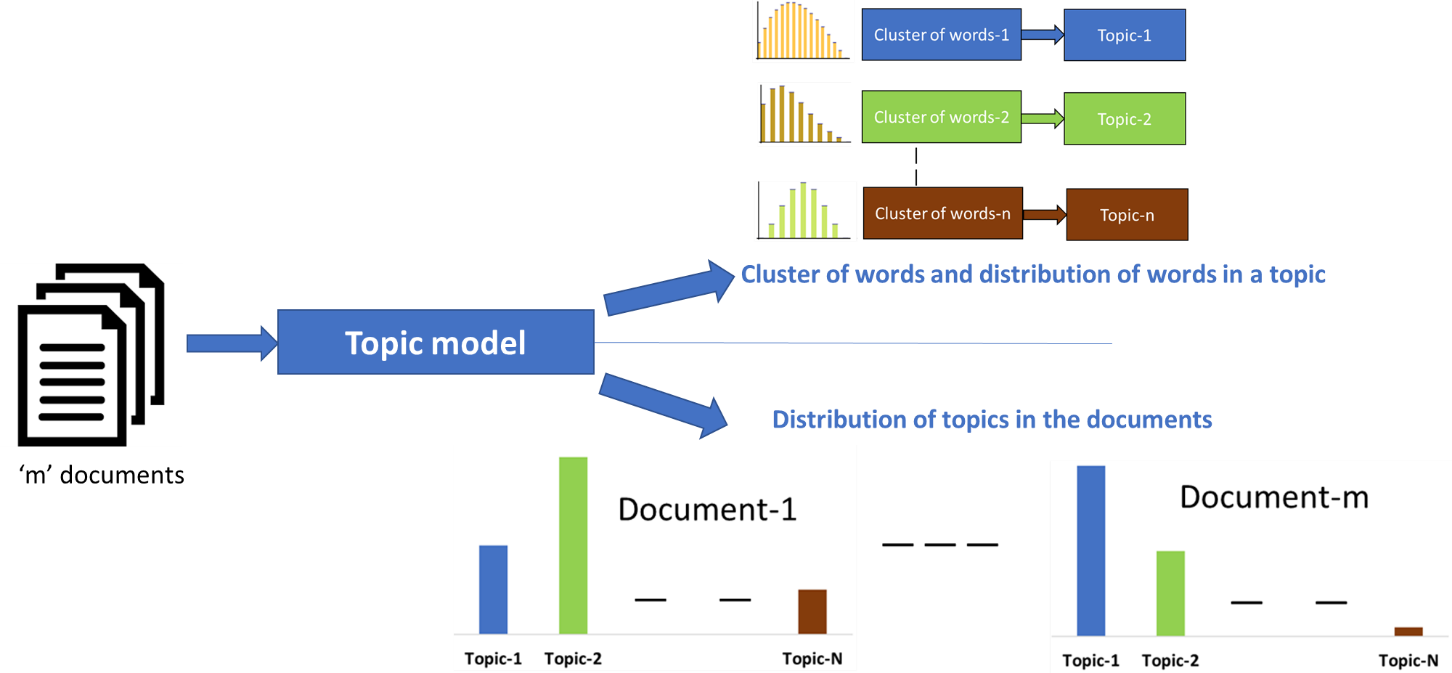 Cluster of words-1
Topic-1
Cluster of words-2
Topic-2
Cluster of words-n
Topic-n
Cluster of words and distribution of words in a topic
Topic model
‘m’ documents
Distribution of topics in the documents
Document-1
Topic-1
Topic-2
Topic-N
Document-m
Topic-1
Topic-2
Topic-N